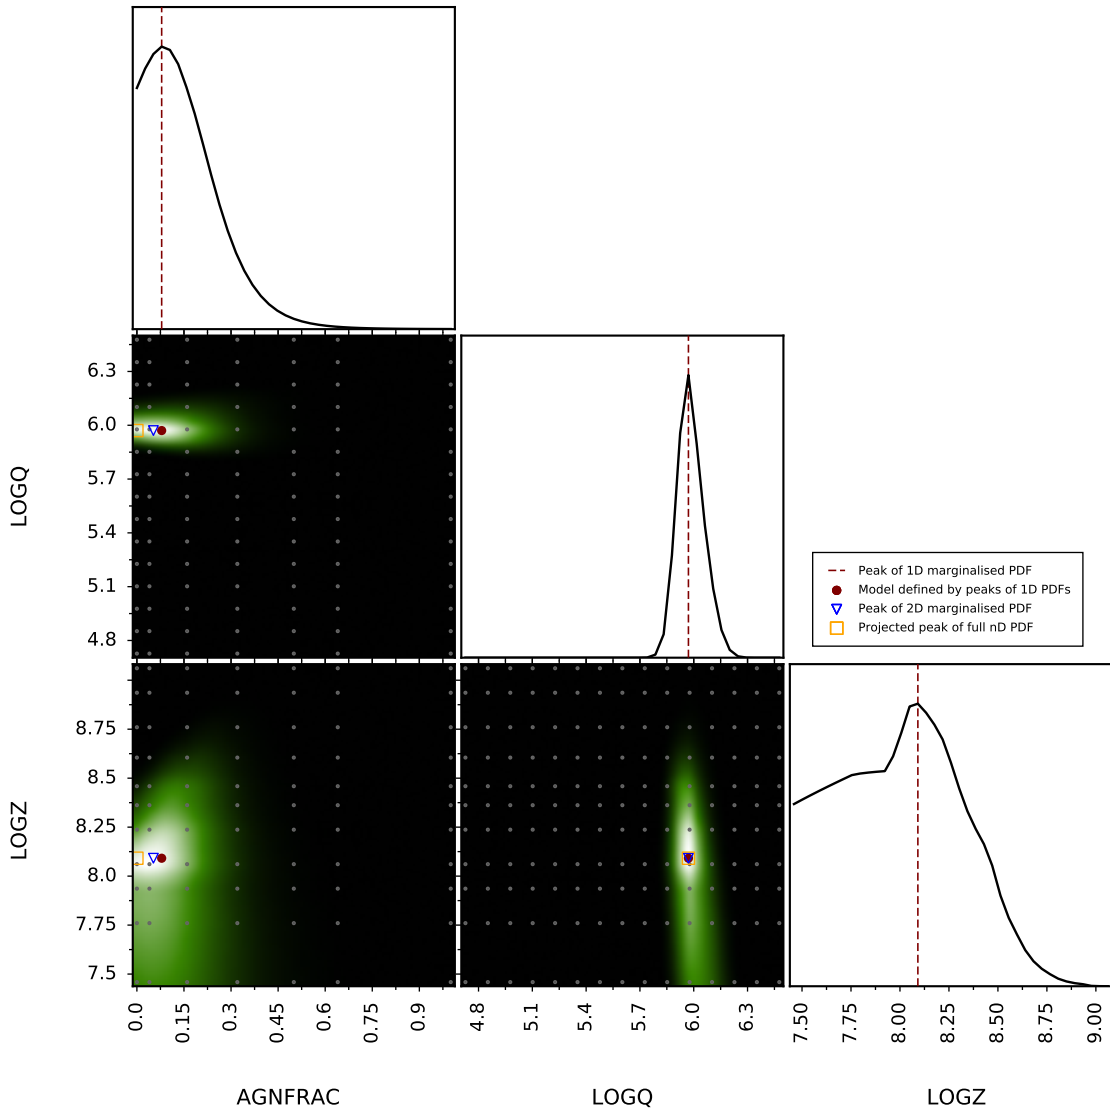 6.3
6.0
5.7
5.4
5.1
4.8
LOGQ
Peak of 1D marginalised PDF
Model defined by peaks of 1D PDFs
Peak of 2D marginalised PDF
Projected peak of full nD PDF
8.75
8.5
8.25
8.0
7.75
7.5
LOGZ
0.0 0.15 0.3 0.45 0.6 0.75 0.9
4.8 5.1 5.4 5.7 6.0 6.3
7.50 7.75 8.00 8.25 8.50 8.75 9.00
AGNFRAC LOGQ LOGZ